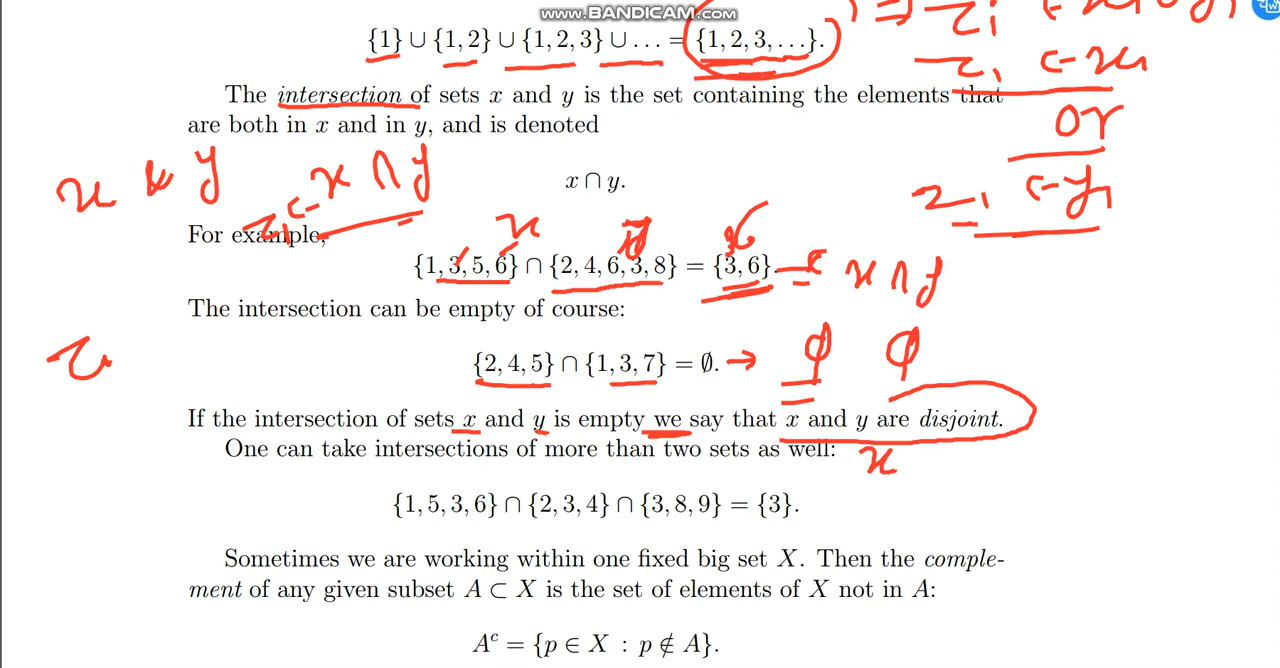 www.BANDICAM.com
{1} ∪ {1, 2} ∪ {1, 2, 3} ∪ . . . = {1, 2, 3, . . .}.
The intersection of sets x and y is the set containing the elements that
are both in x and in y, and is denoted
or
x & y
x ∩ y
x ∩ y.
For example,
x
{1, 3, 5, 6} ∩ {2, 4, 6, 3, 8} = {3, 6}.
x ∩ y
The intersection can be empty of course:
{2, 4, 5} ∩ {1, 3, 7} = ∅. → ϕ ϕ
If the intersection of sets x and y is empty we say that x and y are disjoint.
One can take intersections of more than two sets as well:
x
{1, 5, 3, 6} ∩ {2, 3, 4} ∩ {3, 8, 9} = {3}.
Sometimes we are working within one fixed big set X. Then the comple-
ment of any given subset A ⊂ X is the set of elements of X not in A:
Aᶜ = {p ∈ X : p ∉ A}.